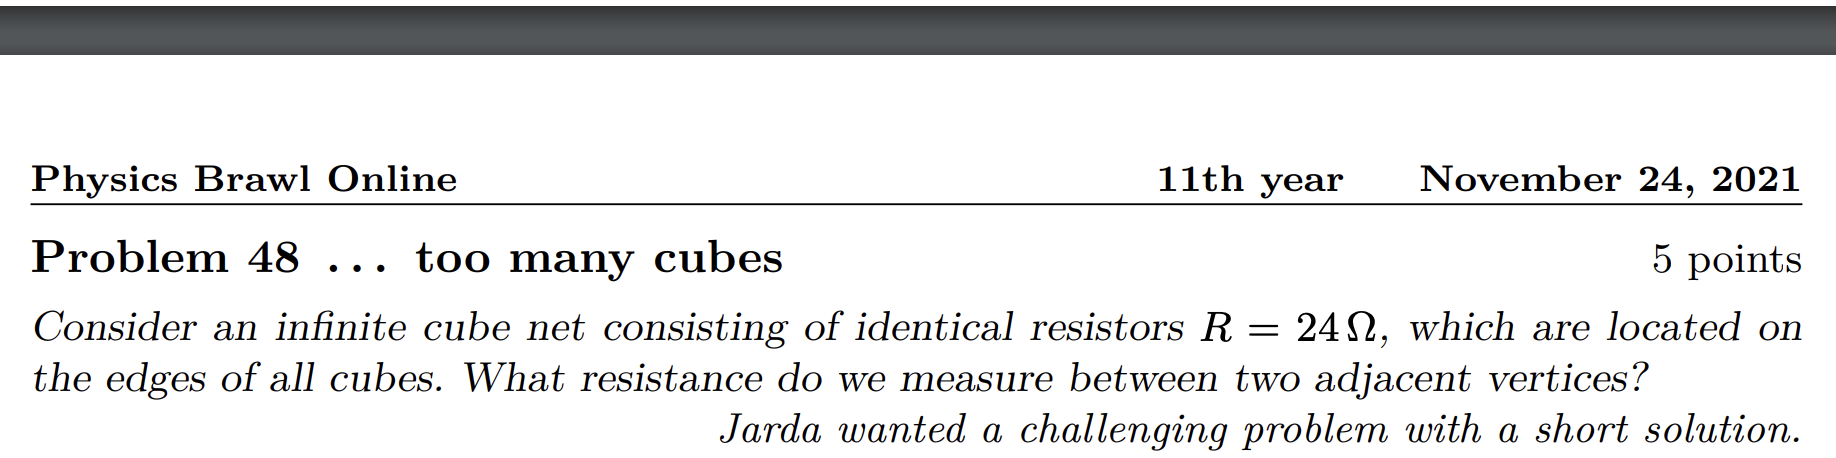 Physics Brawl Online 11th year November 24, 2021
Problem 48 ... too many cubes 5 points
Consider an infinite cube net consisting of identical resistors R = 24 Ω, which are located on
the edges of all cubes. What resistance do we measure between two adjacent vertices?
Jarda wanted a challenging problem with a short solution.